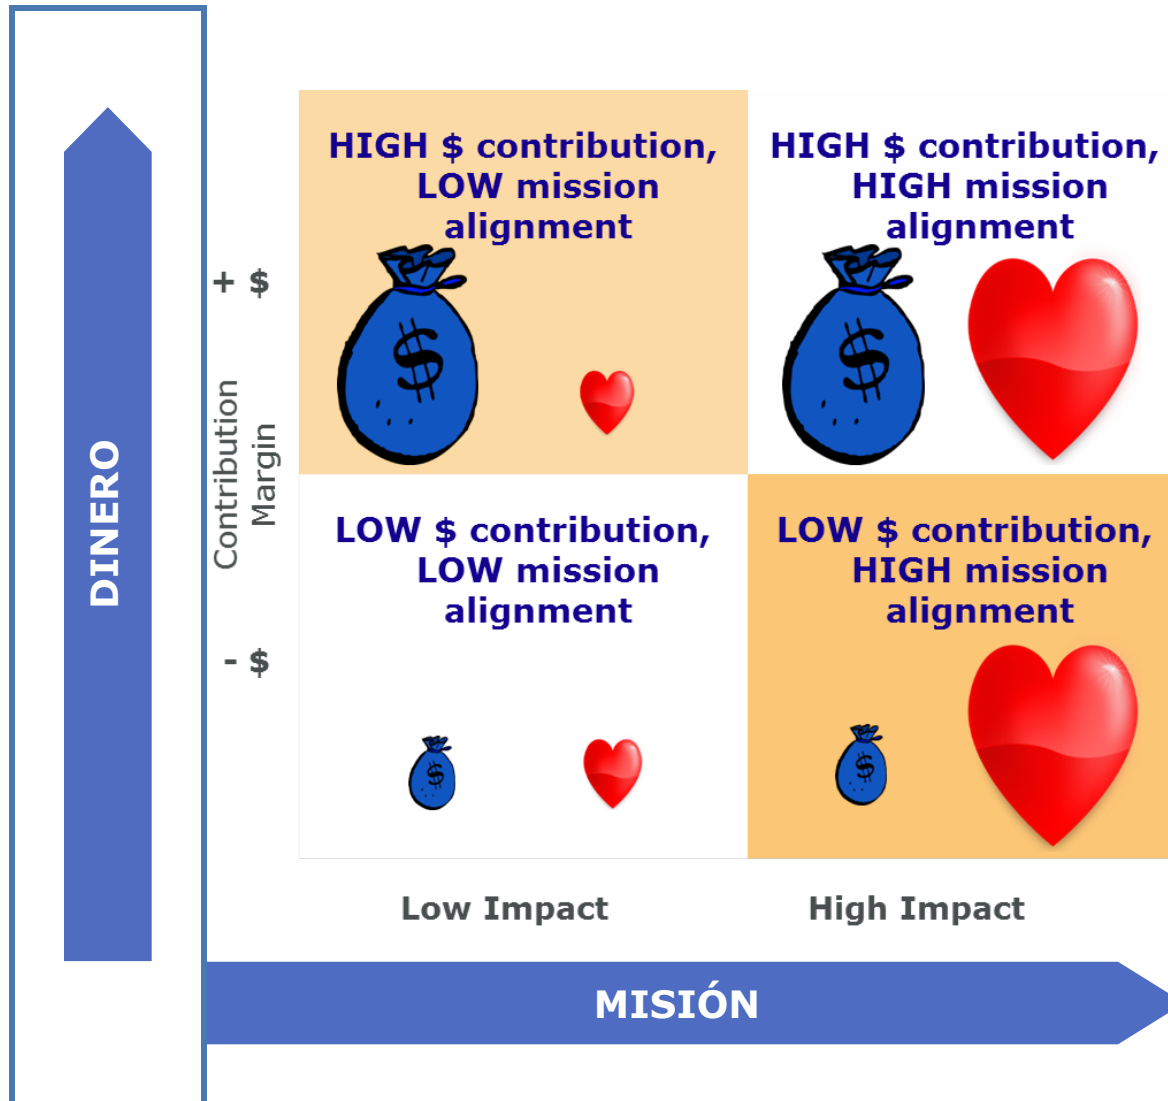 HIGH $ contribution,
LOW mission
alignment
HIGH $ contribution,
HIGH mission
alignment
+ $
$
$
Contribution
Margin
DINERO
LOW $ contribution,
LOW mission
alignment
LOW $ contribution,
HIGH mission
alignment
- $
$
$
Low Impact
High Impact
MISIÓN